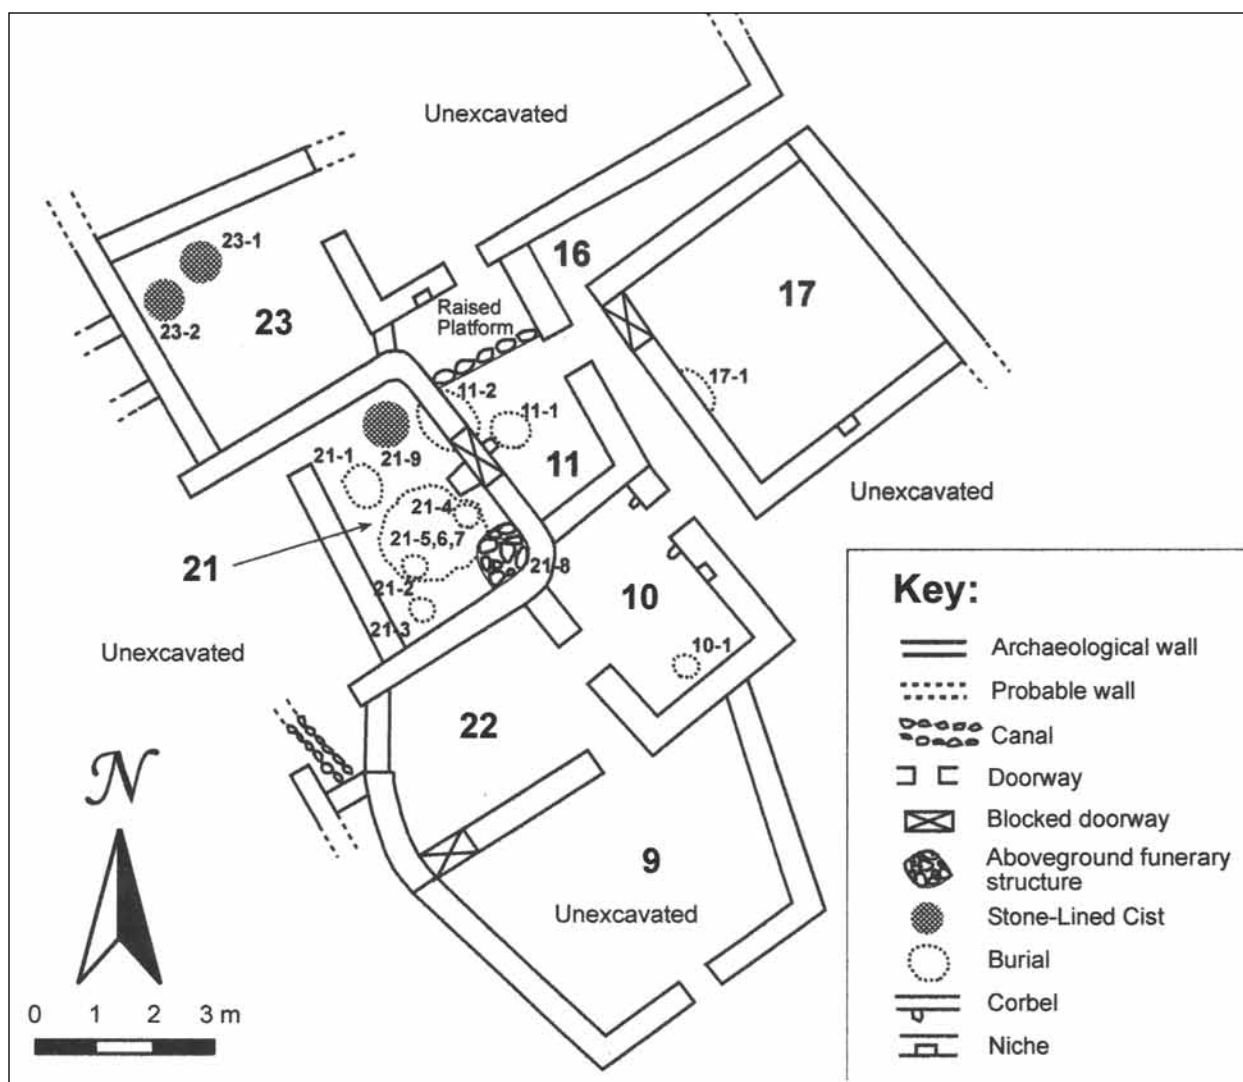 Unexcavated
23-1
16
23-2
23
Raised
Platform
17
11-2
11-1
17-1
21-1
21-9
11
Unexcavated
21-4
21-5,6,7
21
21-2
21-8
21-3
10
10-1
Unexcavated
22
9
Unexcavated
N
0 1 2 3 m
Key:
Archaeological wall
Probable wall
Canal
Doorway
Blocked doorway
Aboveground funerary
structure
Stone-Lined Cist
Burial
Corbel
Niche